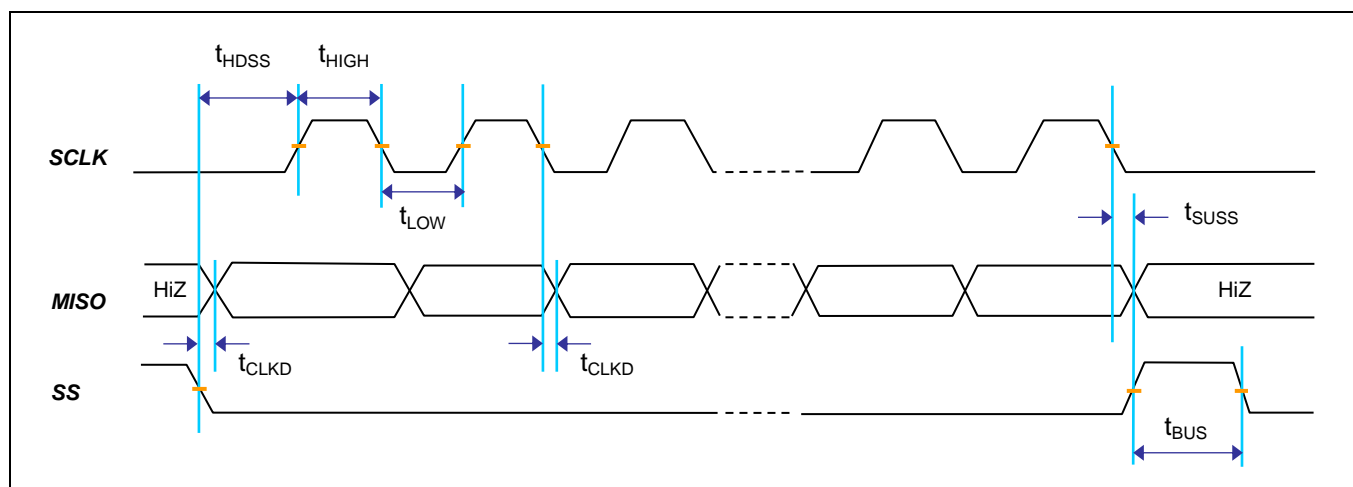 tHDSS tHIGH
SCLK
tLOW
tSUSS
HiZ HiZ
MISO
tCLKD tCLKD
SS
tBUS